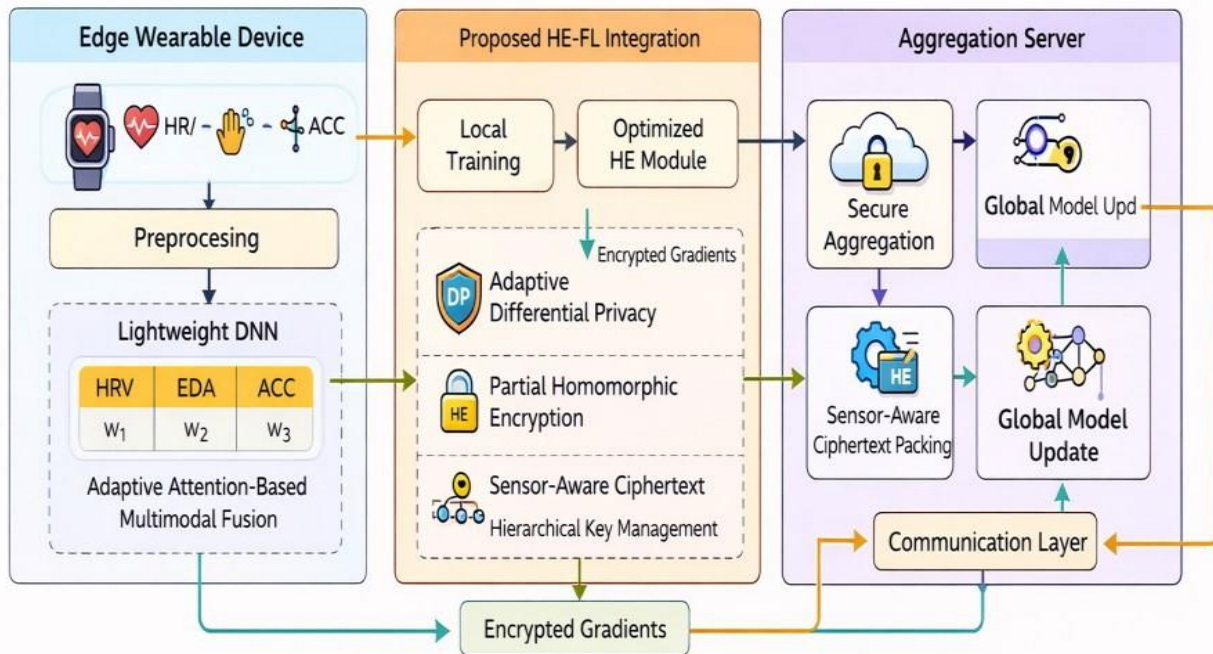 Edge Wearable Device
HR/
ACC
Preprocesing
Lightweight DNN
HRV EDA ACC
W1 W2 W3
Adaptive Attention-Based
Multimodal Fusion
Proposed HE-FL Integration
Local
Training
Optimized
HE Module
Encrypted Gradients
DP
Adaptive
Differential Privacy
HE
Partial Homomorphic
Encryption
Sensor-Aware Ciphertext
Hierarchical Key Management
Encrypted Gradients
Aggregation Server
Secure
Aggregation
Global Model Upd
HE
Sensor-Aware
Ciphertext Packing
Global Model
Update
Communication Layer